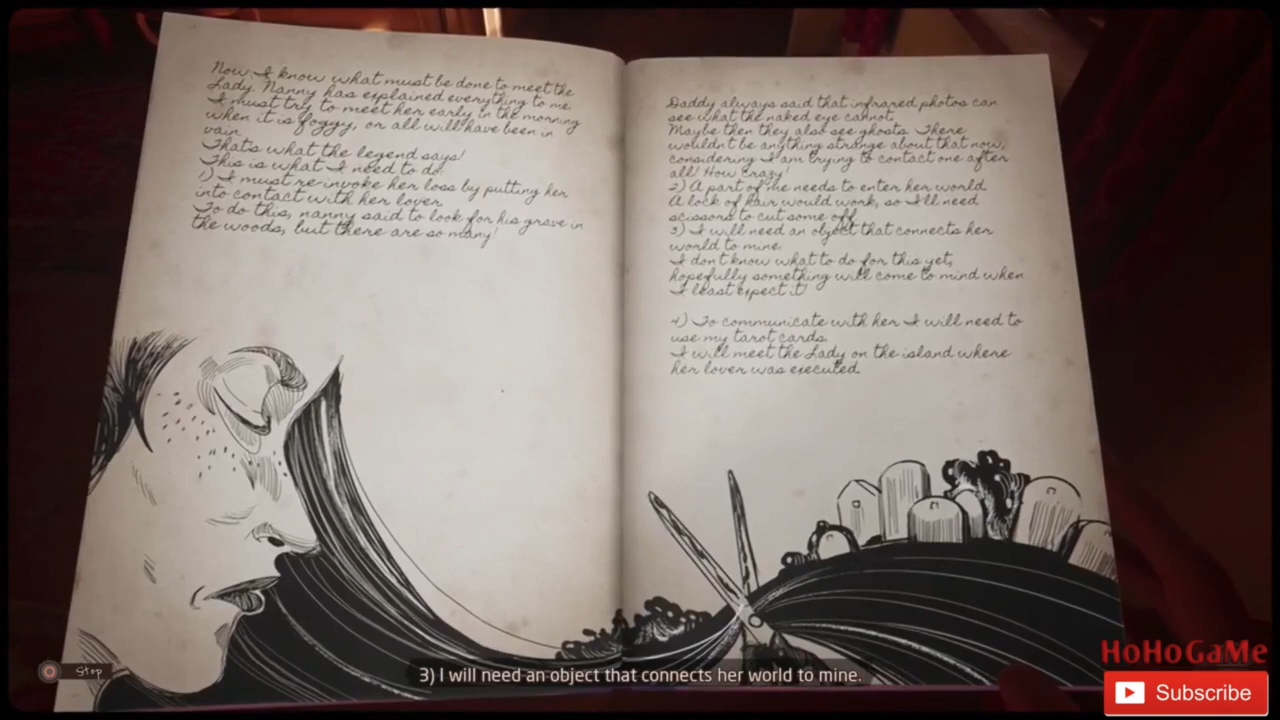 Now I know what must be done to meet the
Lady. Nanny has explained everything to me.
I must try to meet her early in the morning
when it is foggy, or all will have been in
vain.
That's what the legend says!
This is what I need to do:
1) I must re-invoke her loss by putting her
into contact with her lover.
To do this, nanny said to look for his grave in
the woods, but there are so many!
Daddy always said that infrared photos can
see what the naked eye cannot.
Maybe then they also see ghosts. There
wouldn't be anything strange about that now,
considering I am trying to contact one after
all! How crazy!
2) A part of me needs to enter her world
A lock of hair would work, so I'll need
scissors to cut some off.
3) I will need an object that connects her
world to mine.
I don't know what to do for this yet,
hopefully something will come to mind when
I least expect it!
4) To communicate with her I will need to
use my tarot cards.
I will meet the Lady on the island where
her lover was executed.
Stop
3) I will need an object that connects her world to mine.
HoHoGaMe
Subscribe